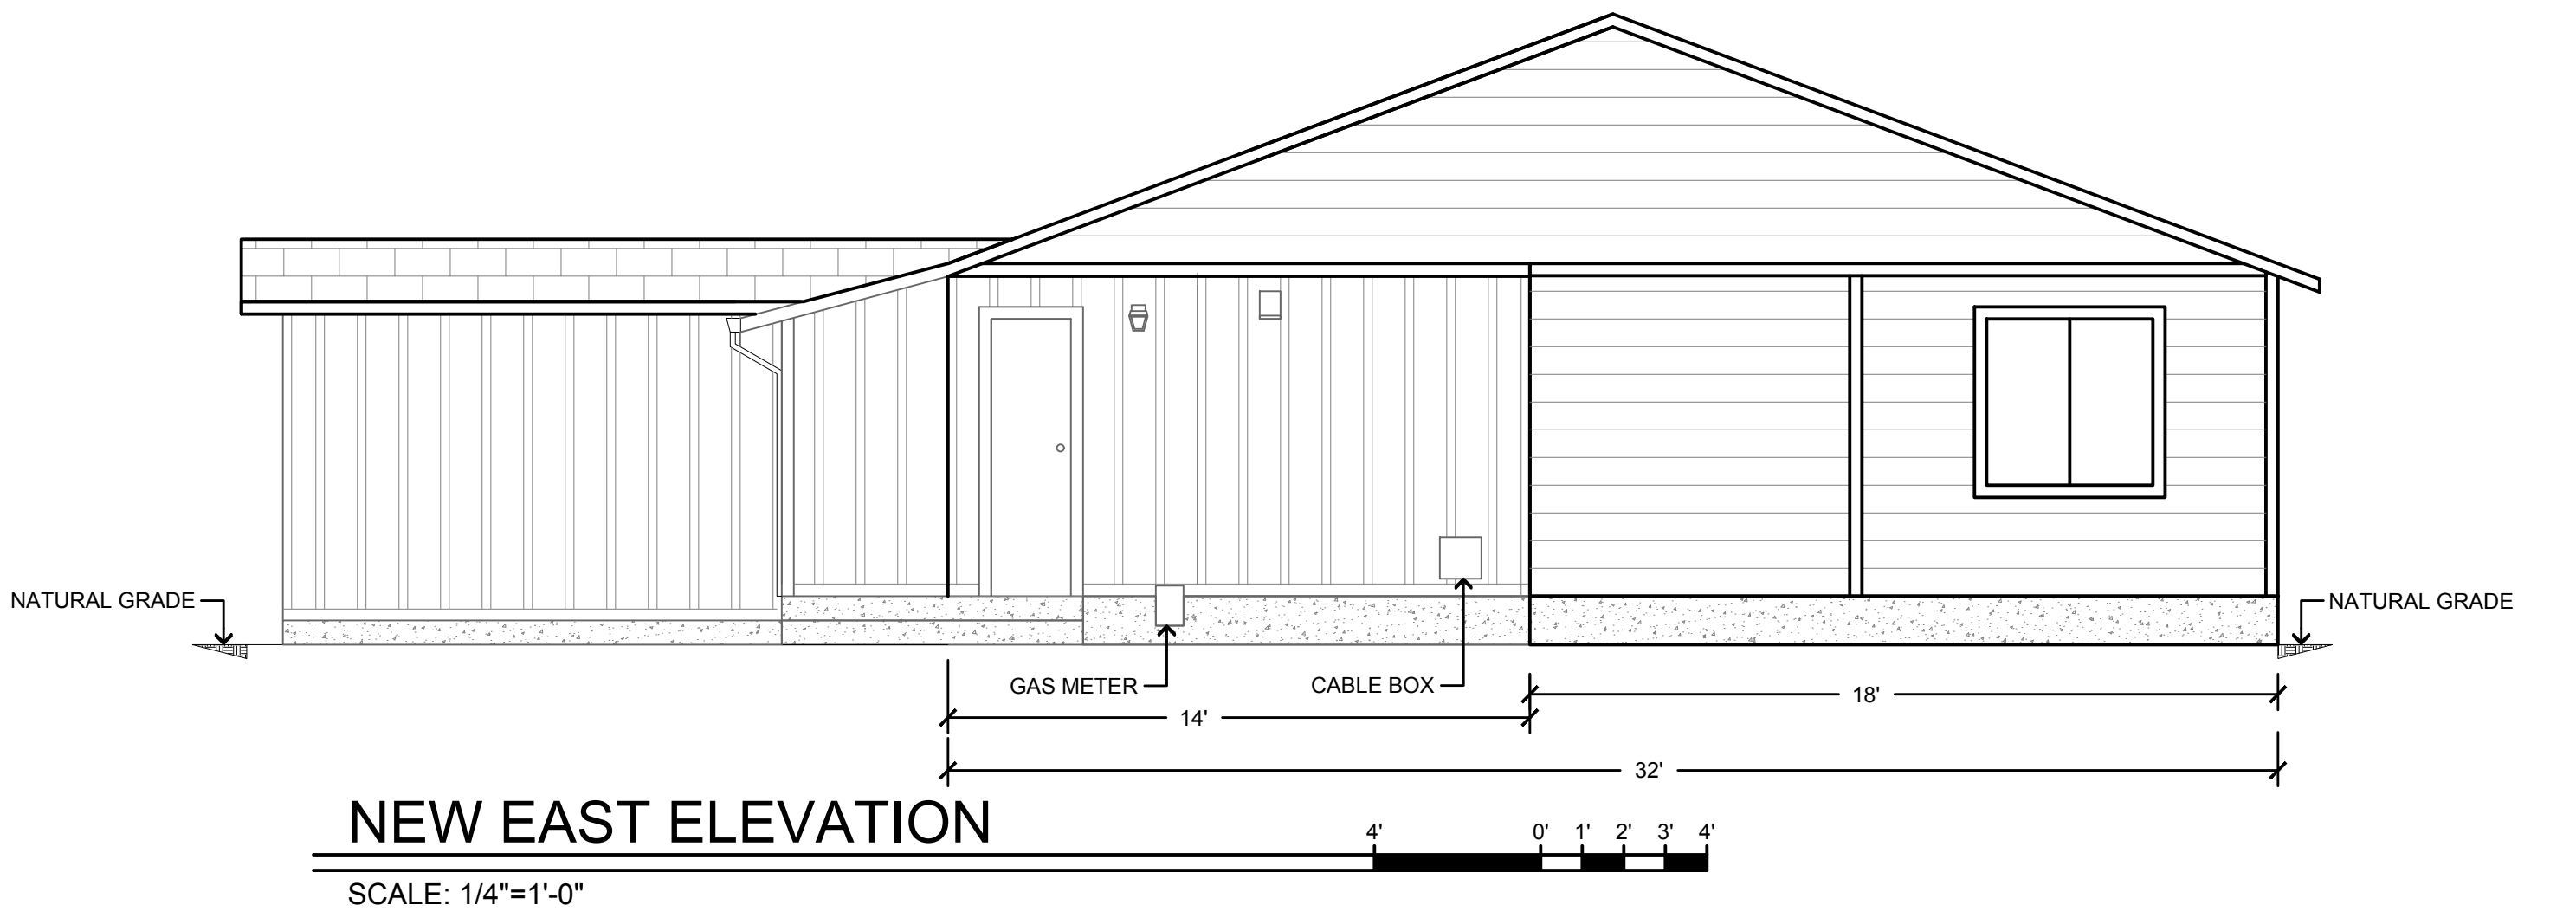 NATURAL GRADE
NATURAL GRADE
GAS METER
CABLE BOX
18'
14'
32'
NEW EAST ELEVATION
4' 0' 1' 2' 3' 4'
SCALE: 1/4"=1'-0"